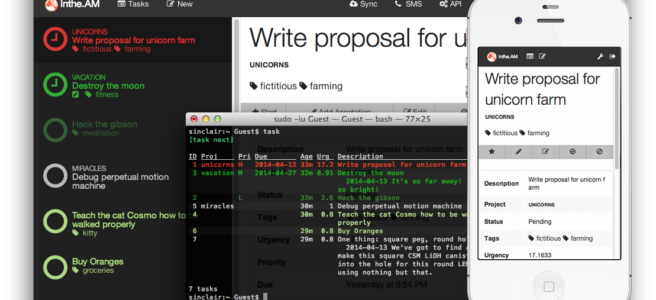 Inthe.AM
Tasks
New
Sync
SMS
API
UNICORNS
Write proposal for unicorn farm
fictitious farming
VACATION
Destroy the moon
fitness
Hack the gibson
meditation
MIRACLES
Debug perpetual motion
machine
Teach the cat Cosmo how to
walked properly
kitty
Buy Oranges
groceries
Write proposal for u
UNICORNS
fictitious farming
Start
Add Annotation
Edit
Description
Status
Tags
Urgency
Priority
Due
Yesterday at 9:54 PM
sudo -iu Guest — Guest — bash — 77×25
sinclair:~ Guest$ task
[task next]
ID Proj Pri Due Age Urg Description
1 unicorns H 2014-04-12 33m 17.2 Write proposal for unicorn farm
3 vacation M 2014-04-27 32m 8.91 Destroy the moon
2014-04-13 It's so far away!
so bright!
2 L 32m 2.6 Hack the gibson
5 miracles 30m 1 Debug perpetual motion machine
4 30m 0.8 Teach the cat Cosmo how to be wa
properly
6 29m 0.8 Buy Oranges
7 29m 0.8 One thing: square peg, round hol
2014-04-13 We've got to find a
make this square CSM LiOH canist
into the hole for this round LEM
using nothing but that.
7 tasks
sinclair:~ Guest$
Write proposal for
unicorn farm
UNICORNS
fictitious farming
Description Write proposal for unicorn f
arm
Project UNICORNS
Status Pending
Tags fictitious farming
Urgency 17.1633